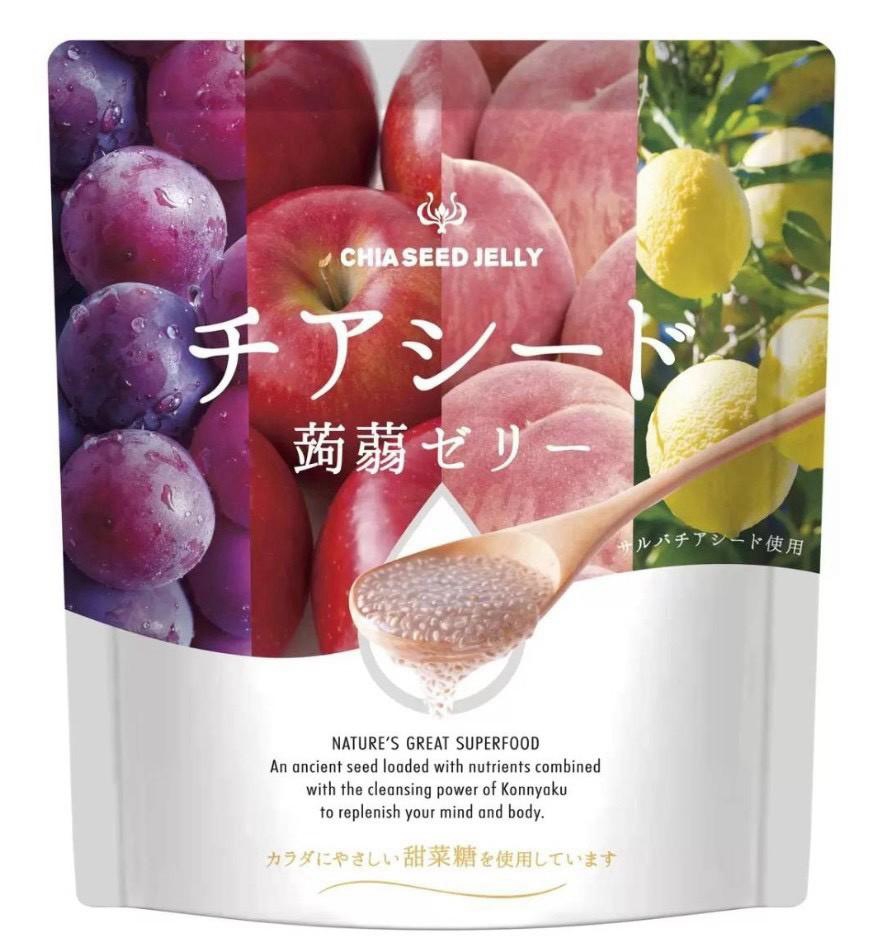 CHIA SEED JELLY
チアシード
蒟蒻ゼリー
サルバチアシード使用
NATURE'S GREAT SUPERFOOD
An ancient seed loaded with nutrients combined
with the cleansing power of Konnyaku
to replenish your mind and body.
カラダにやさしい甜菜糖を使用しています